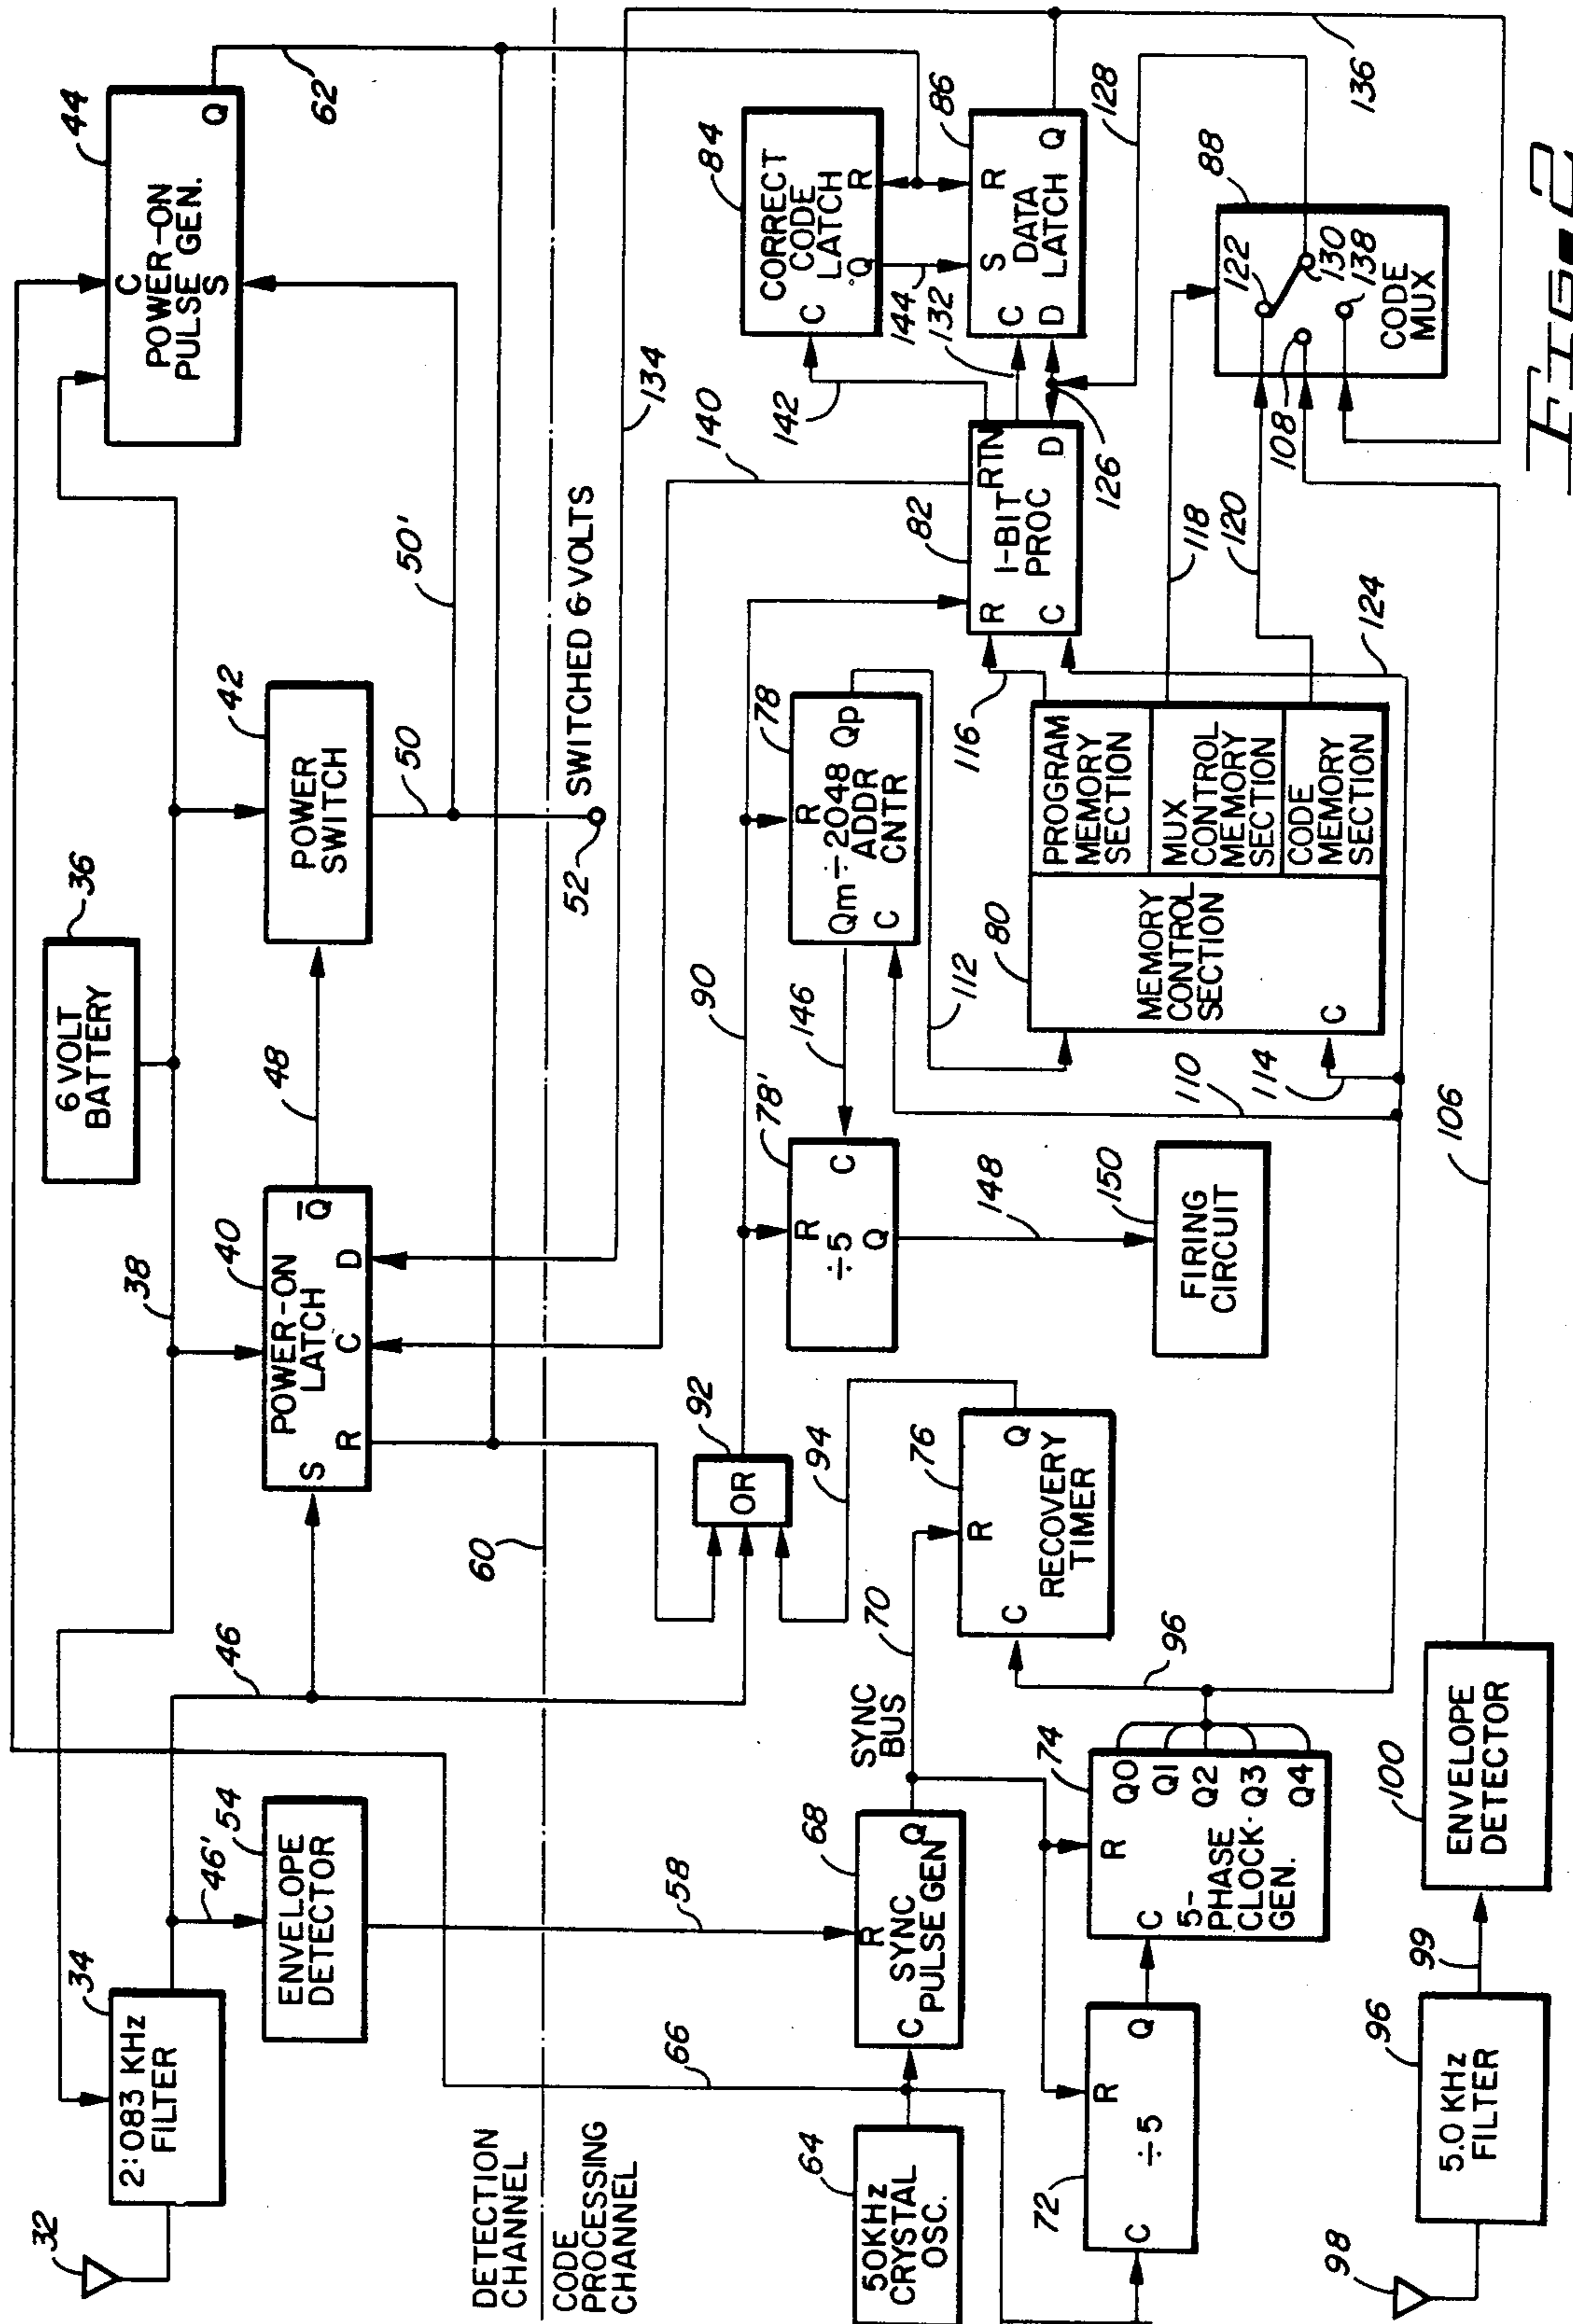 32
2:083 KHz
FILTER
34
46'
ENVELOPE
DETECTOR
54
46
38
6 VOLT
BATTERY
36
POWER-ON
LATCH
S
R
C
D
Q̅
40
48
POWER
SWITCH
42
50
50'
52
SWITCHED 6-VOLTS
C
POWER-ON
PULSE GEN.
S
Q
44
62
DETECTION
CHANNEL
60
CODE
PROCESSING
CHANNEL
58
64
50KHz
CRYSTAL
OSC.
66
R
C
SYNC
PULSE GEN
Q
68
SYNC
BUS
70
72
C
÷5
R
Q
74
R
C
5-
PHASE
CLOCK
GEN.
Q0
Q1
Q2
Q3
Q4
96
76
R
C
RECOVERY
TIMER
Q
94
OR
92
90
78'
R
÷5
Q
C
146
148
FIRING
CIRCUIT
150
78
R
Qm÷2048
ADDR
CNTR
C
Qp
112
110
114
80
MEMORY
CONTROL
SECTION
C
PROGRAM
MEMORY
SECTION
MUX
CONTROL
MEMORY
SECTION
CODE
MEMORY
SECTION
116
118
120
124
82
R
1-BIT
PROC
C
RTN
D
140
134
142
126
132
144
84
CORRECT
CODE
LATCH
C
Q
R
86
S
R
C
DATA
D
LATCH
Q
128
136
88
122
130
108
138
CODE
MUX
98
5.0 KHz
FILTER
96
99
ENVELOPE
DETECTOR
100
106
FIG. 2